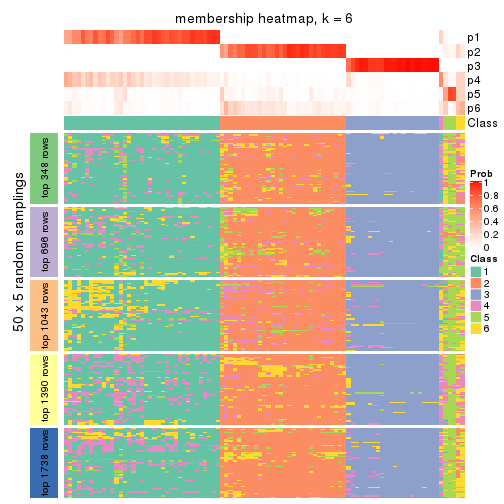 membership heatmap, k = 6
p1
p2
p3
p4
p5
p6
Class
50 x 5 random samplings
top 348 rows
top 696 rows
top 1043 rows
top 1390 rows
top 1738 rows
Prob
1
0.8
0.6
0.4
0.2
0
Class
1
2
3
4
5
6